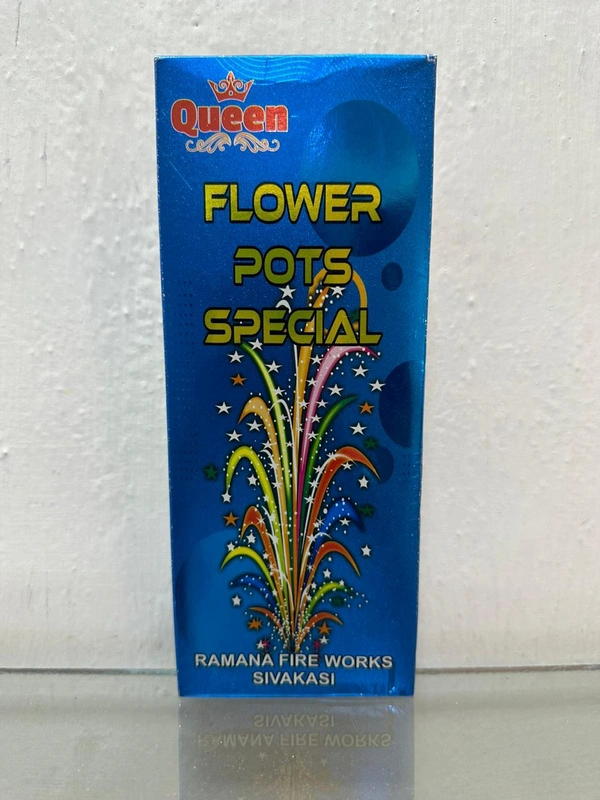 Queen
FLOWER
POTS
SPECIAL
RAMANA FIRE WORKS
SIVAKASI